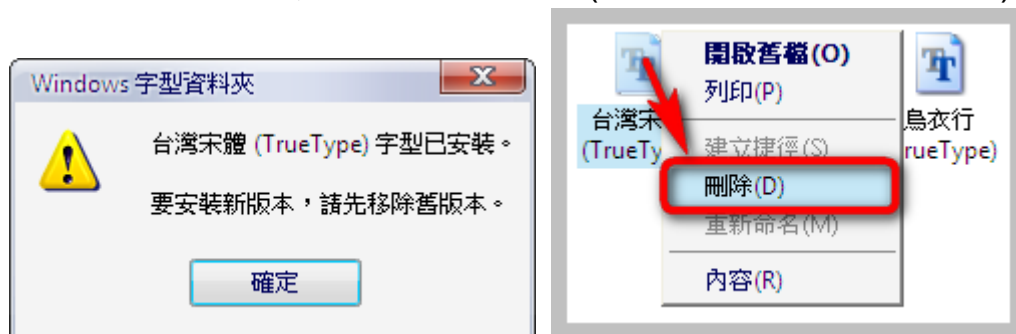 Windows 字型資料夾
台灣宋體 (TrueType) 字型已安裝。
要安裝新版本，請先移除舊版本。
確定
開啟舊檔(O)
列印(P)
建立捷徑(S)
刪除(D)
重新命名(M)
內容(R)
台灣宋
(TrueTy
烏衣行
rueType)